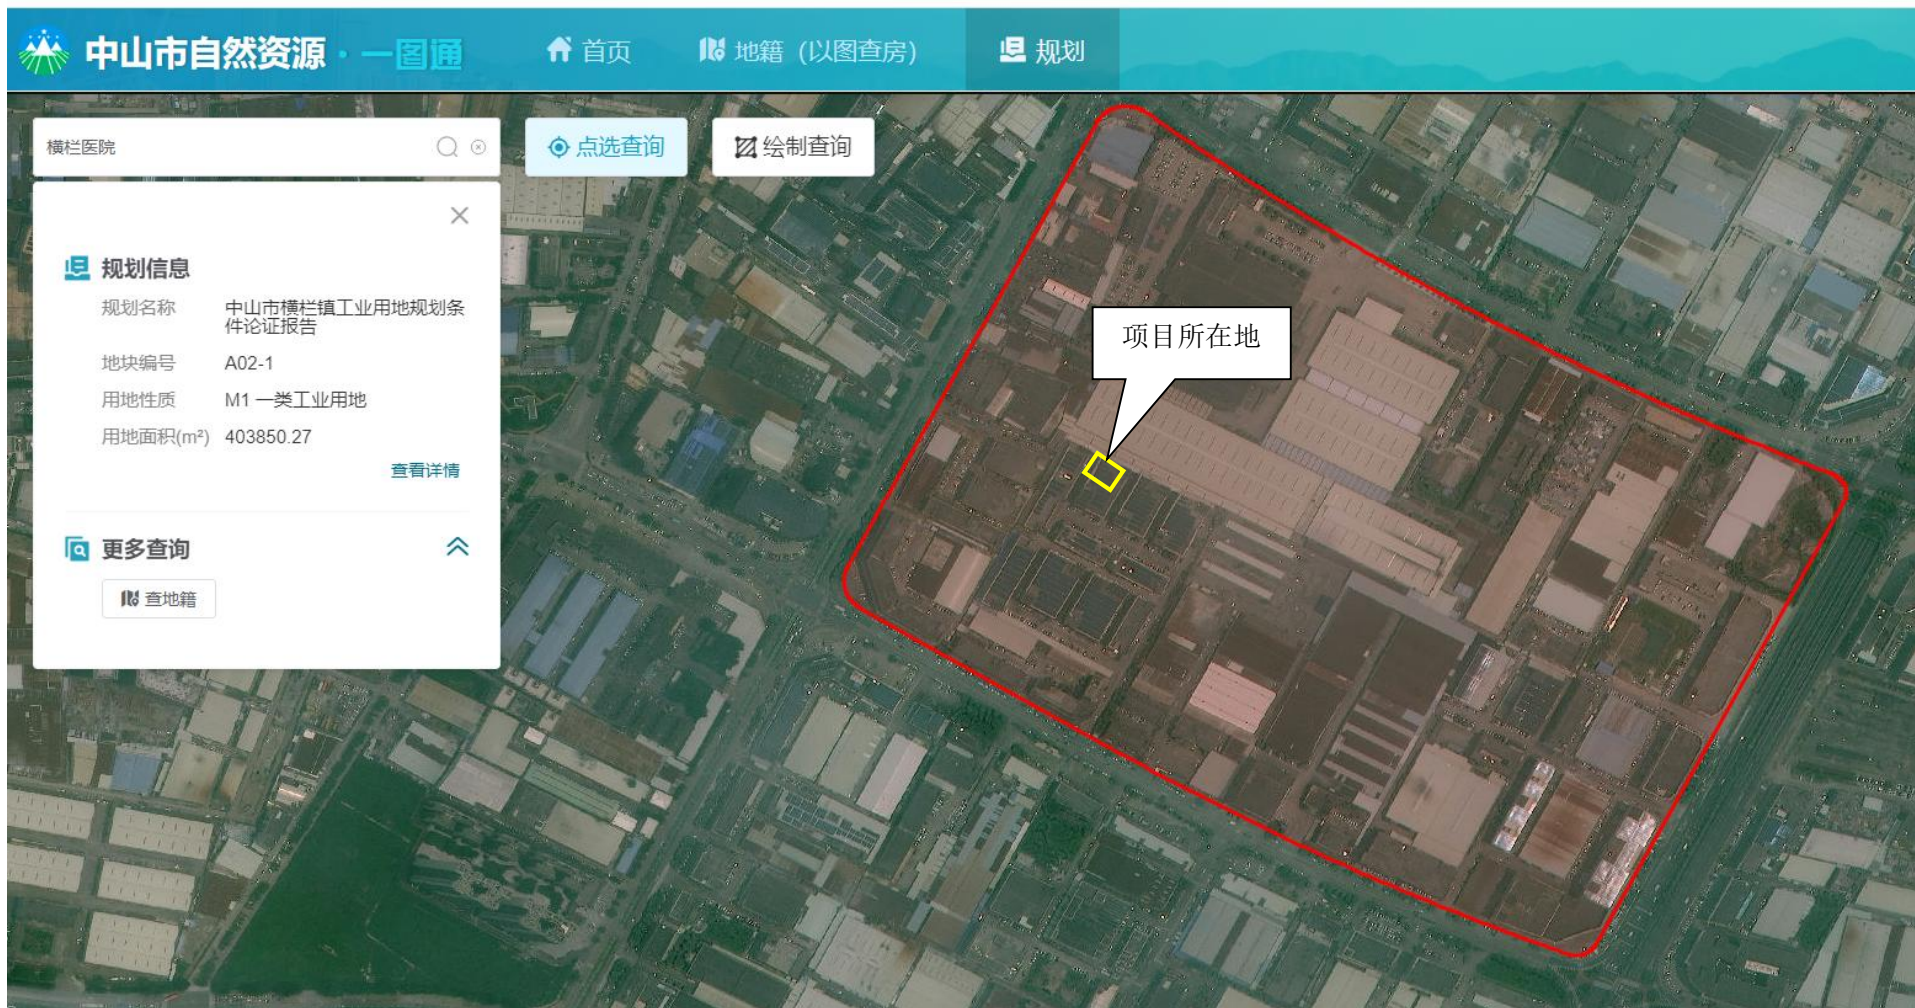 中山市自然资源·一图通
首页
地籍（以图查房）
规划
横栏医院
点选查询
绘制查询
规划信息
规划名称 中山市横栏镇工业用地规划条
件论证报告
地块编号 A02-1
用地性质 M1 一类工业用地
用地面积(m²) 403850.27
查看详情
更多查询
查地籍
项目所在地